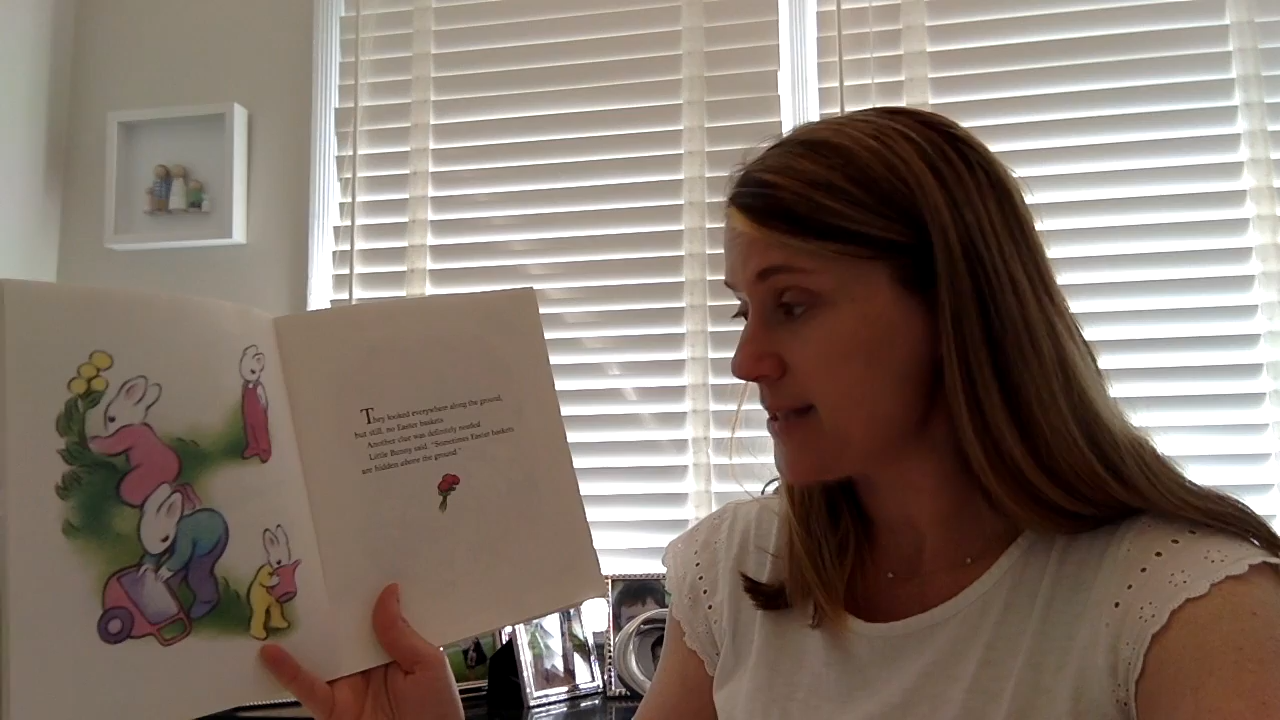 They looked everywhere along the ground,
but still, no Easter baskets.
Another clue was definitely needed.
Little Bunny said, "Sometimes Easter baskets
are hidden above the ground."